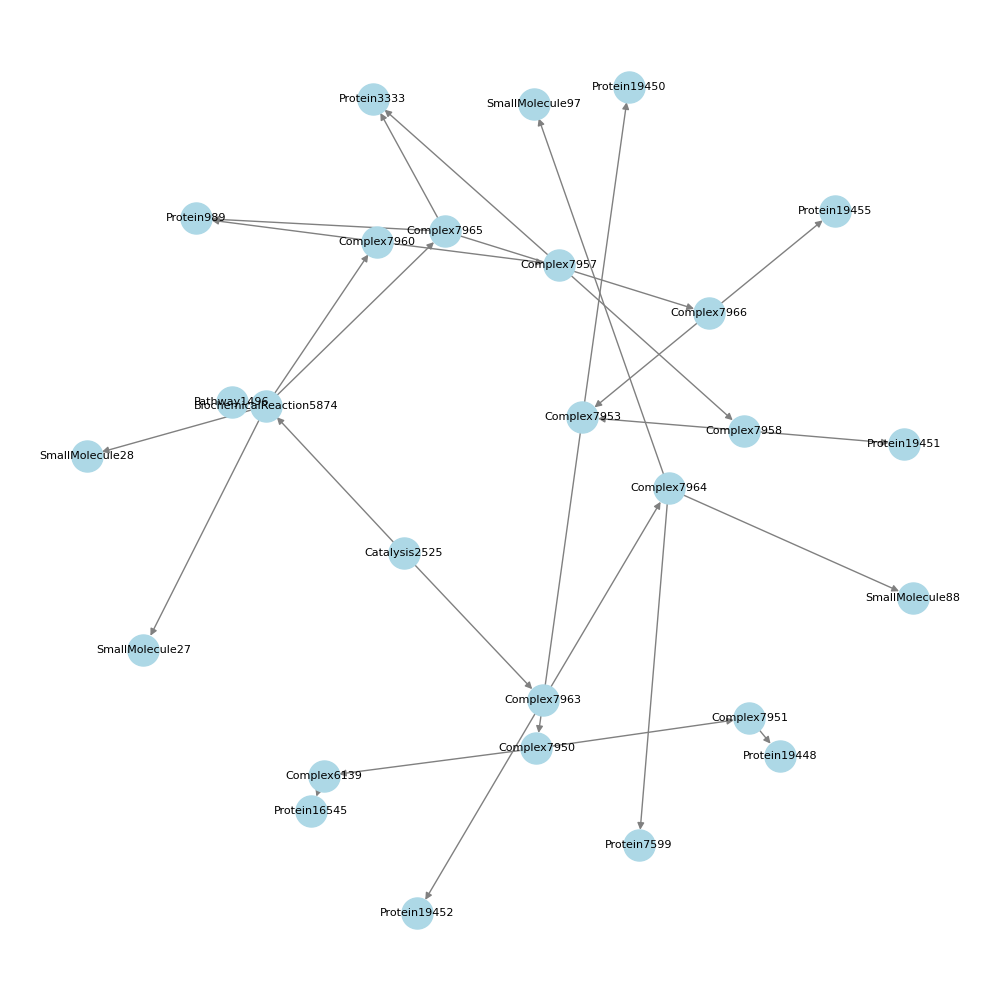 Protein19450
Protein3333
SmallMolecule97
Protein19455
Protein989
Complex7965
Complex7960
Complex7957
Complex7966
Pathway1496
BiochemicalReaction5874
Complex7953
Complex7958
Protein19451
SmallMolecule28
Complex7964
Catalysis2525
SmallMolecule88
SmallMolecule27
Complex7963
Complex7951
Complex7950
Protein19448
Complex6139
Protein16545
Protein7599
Protein19452